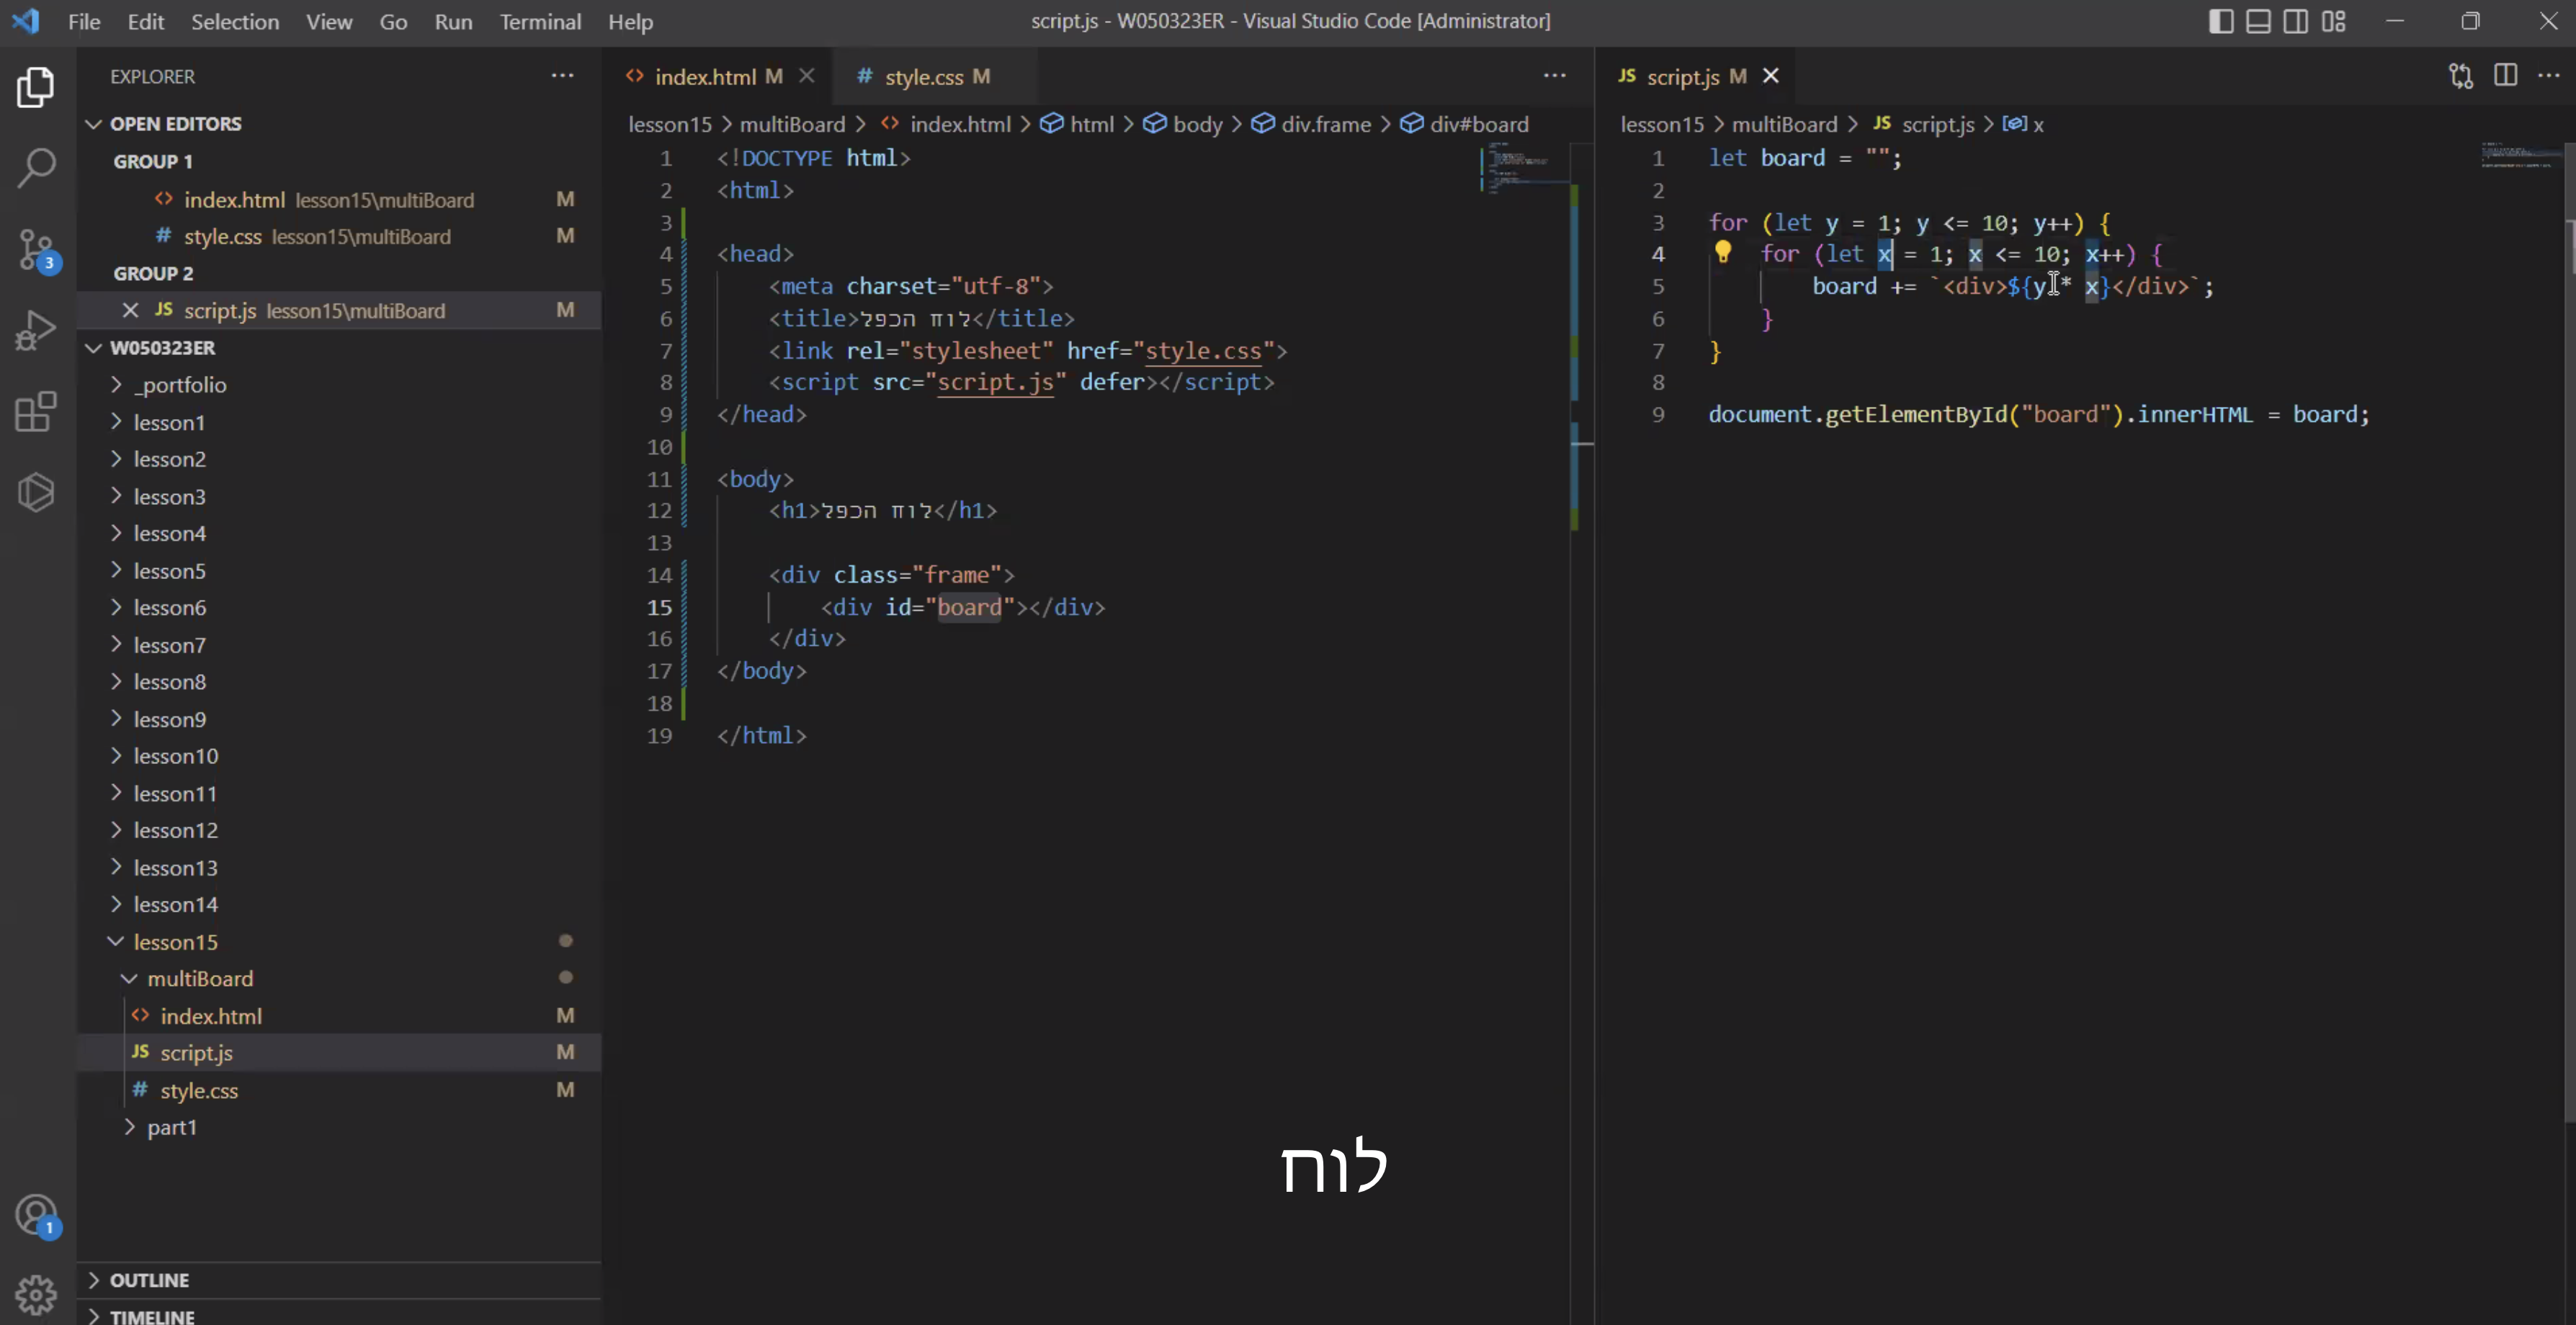 File Edit Selection View Go Run Terminal Help
script.js - W050323ER - Visual Studio Code [Administrator]
EXPLORER
OPEN EDITORS
GROUP 1
index.html lesson15\multiBoard M
style.css lesson15\multiBoard M
GROUP 2
JS script.js lesson15\multiBoard M
W050323ER
_portfolio
lesson1
lesson2
lesson3
lesson4
lesson5
lesson6
lesson7
lesson8
lesson9
lesson10
lesson11
lesson12
lesson13
lesson14
lesson15
multiBoard
index.html M
JS script.js M
# style.css M
part1
OUTLINE
TIMELINE
3
1
index.html M
# style.css M
lesson15 > multiBoard > index.html > html > body > div.frame > div#board
1 <!DOCTYPE html>
2 <html>
3
4 <head>
5 <meta charset="utf-8">
6 <title>לוח הכפל</title>
7 <link rel="stylesheet" href="style.css">
8 <script src="script.js" defer></script>
9 </head>
10
11 <body>
12 <h1>לוח הכפל</h1>
13
14 <div class="frame">
15 <div id="board"></div>
16 </div>
17 </body>
18
19 </html>
JS script.js M
lesson15 > multiBoard > JS script.js > x
1 let board = "";
2
3 for (let y = 1; y <= 10; y++) {
4 for (let x = 1; x <= 10; x++) {
5 board += `<div>${y * x}</div>`;
6 }
7 }
8
9 document.getElementById("board").innerHTML = board;
לוח